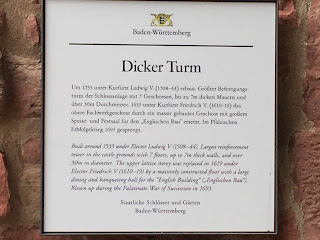 Baden-Württemberg
Dicker Turm
Um 1533 unter Kurfürst Ludwig V. (1508–44) erbaut. Größter Befestigungs-
turm der Schlossanlage mit 7 Geschossen, bis zu 7m dicken Mauern und
über 30m Durchmesser. 1619 unter Kurfürst Friedrich V. (1610–19) das
obere Fachwerkgeschoss durch ein massiv gebautes Geschoss mit großem
Speise- und Festsaal für den „Englischen Bau" ersetzt. Im Pfälzischen
Erbfolgekrieg 1693 gesprengt.
Built around 1533 under Elector Ludwig V (1508–44). Largest reinforcement
tower in the castle grounds with 7 floors, up to 7m thick walls, and over
30m in diameter. The upper lattice storey was replaced in 1619 under
Elector Friedrich V (1610–19) by a massively constructed floor with a large
dining and banqueting hall for the "English Building" („Englischen Bau").
Blown up during the Palatinate War of Succession in 1693.
Staatliche Schlösser und Gärten
Baden-Württemberg